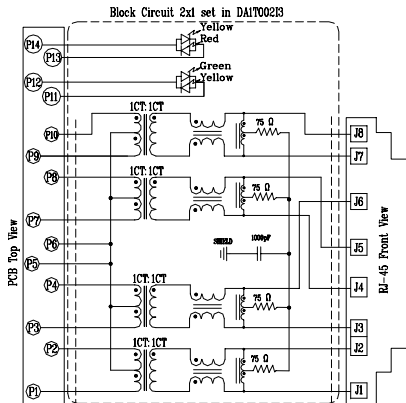 Block Circuit 2x1 set in DA1T002I3
Yellow
Red
P14
P13
Green
Yellow
P12
P11
1CT:1CT
75 Ω
P10
J8
P9
J7
1CT:1CT
75 Ω
P8
J6
P7
P6
SHIELD
1000pF
J5
P5
1CT:1CT
75 Ω
P4
J4
P3
J3
1CT:1CT
75 Ω
P2
J2
P1
J1
PCB Top View
RJ-45 Front View